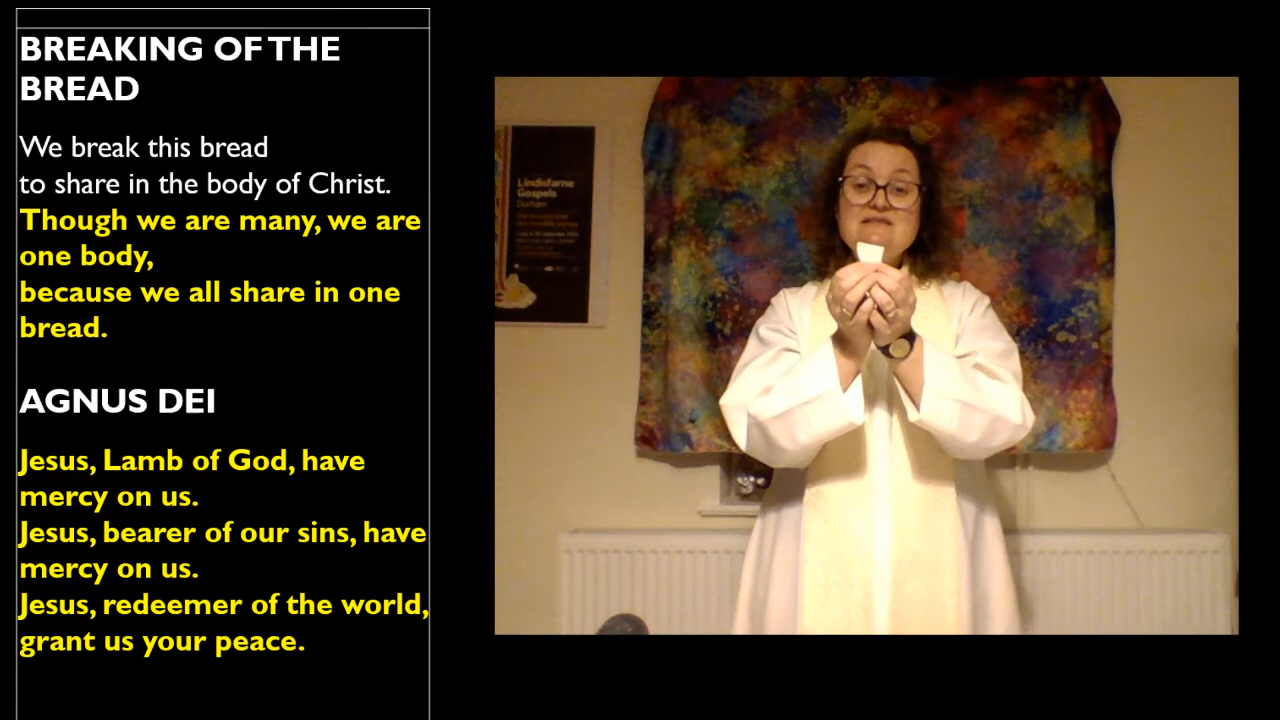 BREAKING OF THE
BREAD
We break this bread
to share in the body of Christ.
Though we are many, we are
one body,
because we all share in one
bread.
AGNUS DEI
Jesus, Lamb of God, have
mercy on us.
Jesus, bearer of our sins, have
mercy on us.
Jesus, redeemer of the world,
grant us your peace.
Lindisfarne
Gospels
Durham